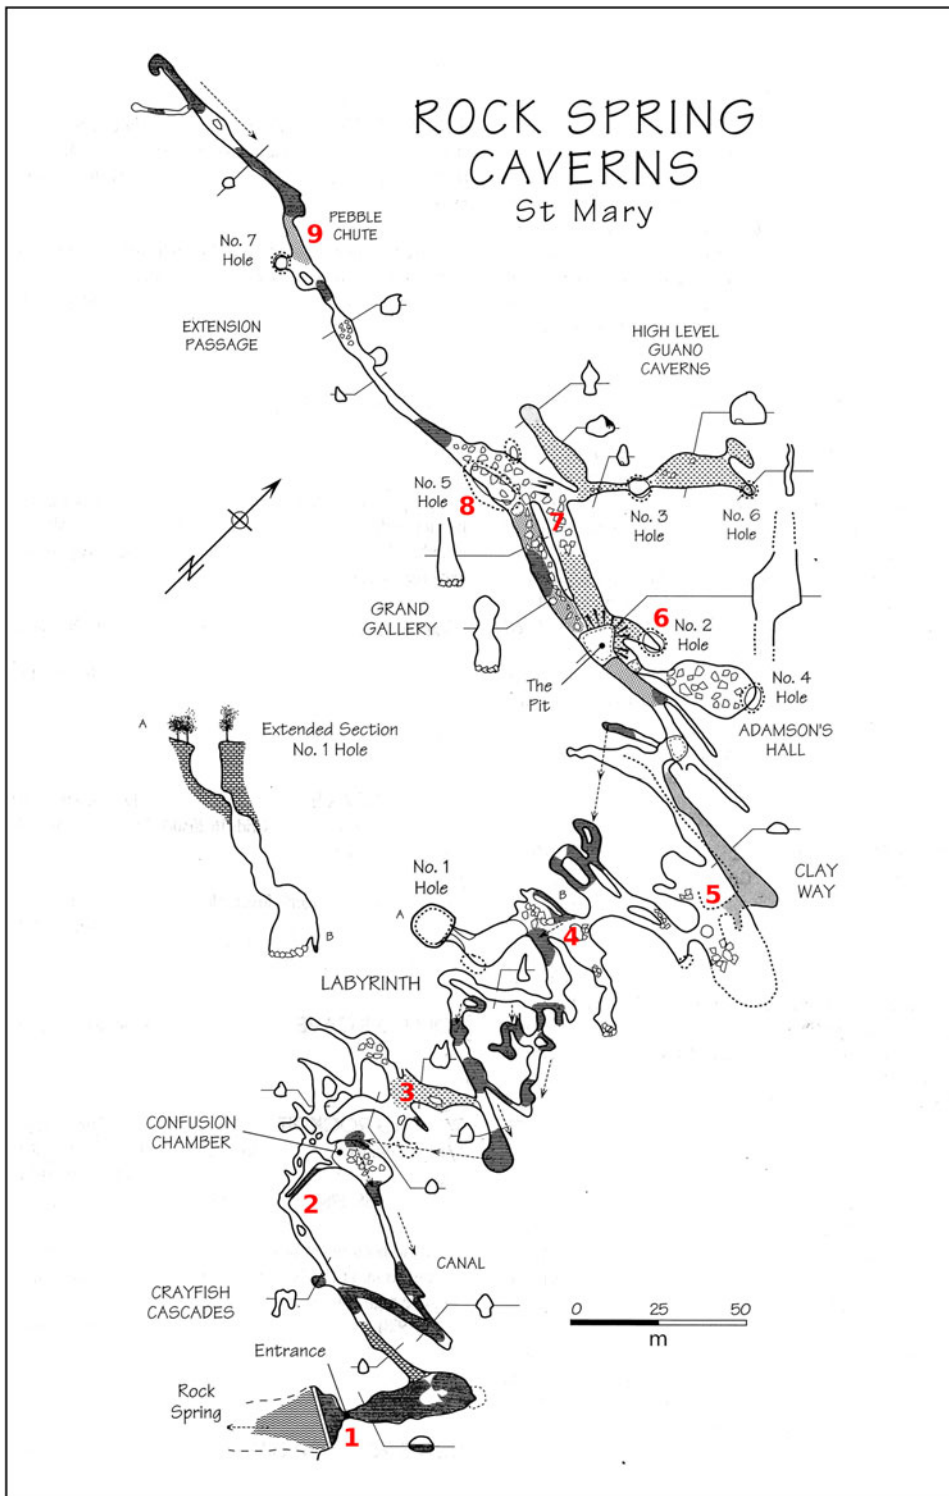 ROCK SPRING
CAVERNS
St Mary
9
PEBBLE
CHUTE
No. 7
Hole
EXTENSION
PASSAGE
HIGH LEVEL
GUANO
CAVERNS
No. 5
Hole
8
7
No. 3
Hole
No. 6
Hole
N
GRAND
GALLERY
6
No. 2
Hole
The
Pit
No. 4
Hole
ADAMSON'S
HALL
A
Extended Section
No. 1 Hole
B
CLAY
WAY
5
No. 1
Hole
A
B
4
LABYRINTH
3
CONFUSION
CHAMBER
2
CANAL
CRAYFISH
CASCADES
0 25 50
m
Entrance
Rock
Spring
1